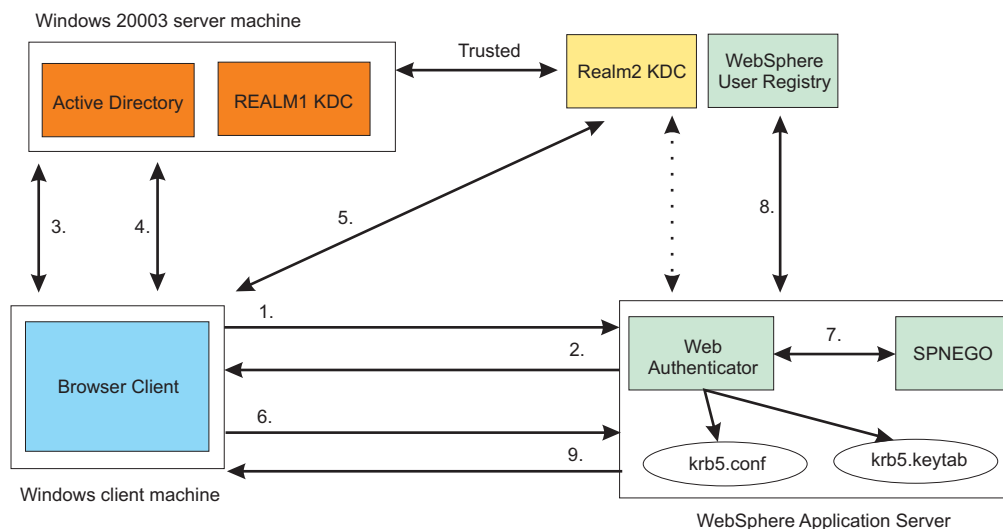 Windows 20003 server machine
Trusted
Active Directory
REALM1 KDC
Realm2 KDC
WebSphere
User Registry
3.
4.
5.
8.
1.
2.
7.
Browser Client
Web
Authenticator
SPNEGO
6.
9.
krb5.conf
krb5.keytab
Windows client machine
WebSphere Application Server